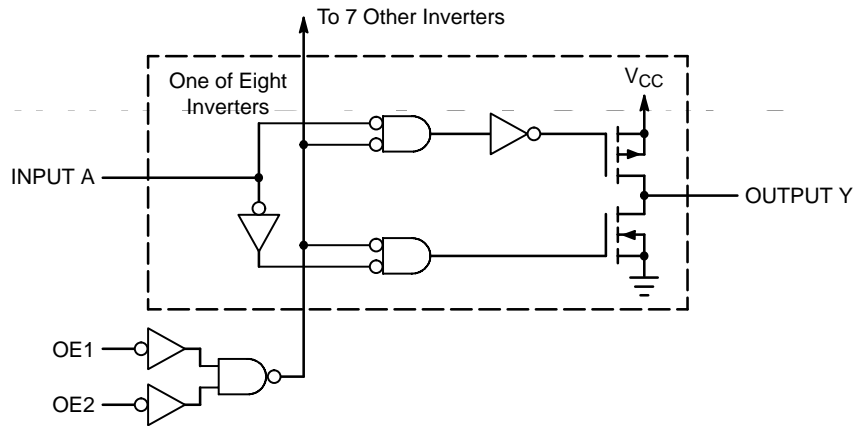 To 7 Other Inverters
One of Eight
Inverters
VCC
INPUT A
OUTPUT Y
OE1
OE2